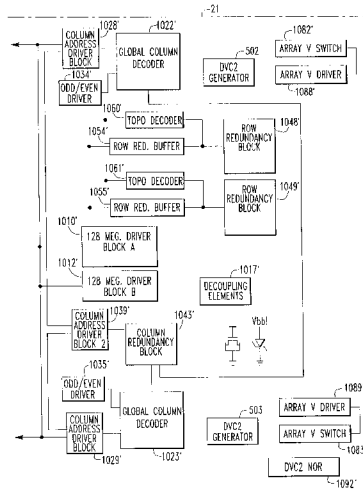 21
1028'
COLUMN
ADDRESS
DRIVER
BLOCK
1022'
GLOBAL COLUMN
DECODER
1034'
ODD/EVEN
DRIVER
502
DVC2
GENERATOR
1082'
ARRAY V SWITCH
ARRAY V DRIVER
1088'
1060'
TOPO DECODER
1054'
ROW RED. BUFFER
1048'
ROW
REDUNDANCY
BLOCK
1061'
TOPO DECODER
1055'
ROW RED. BUFFER
1049'
ROW
REDUNDANCY
BLOCK
1010'
128 MEG. DRIVER
BLOCK A
1012'
128 MEG. DRIVER
BLOCK B
1017'
DECOUPLING
ELEMENTS
1039'
COLUMN
ADDRESS
DRIVER
BLOCK 2
1043'
COLUMN
REDUNDANCY
BLOCK
Vbb!
1035'
ODD/EVEN
DRIVER
COLUMN
ADDRESS
DRIVER
BLOCK
1029'
GLOBAL COLUMN
DECODER
1023'
503
DVC2
GENERATOR
1089
ARRAY V DRIVER
ARRAY V SWITCH
1083
DVC2 NOR
1092'